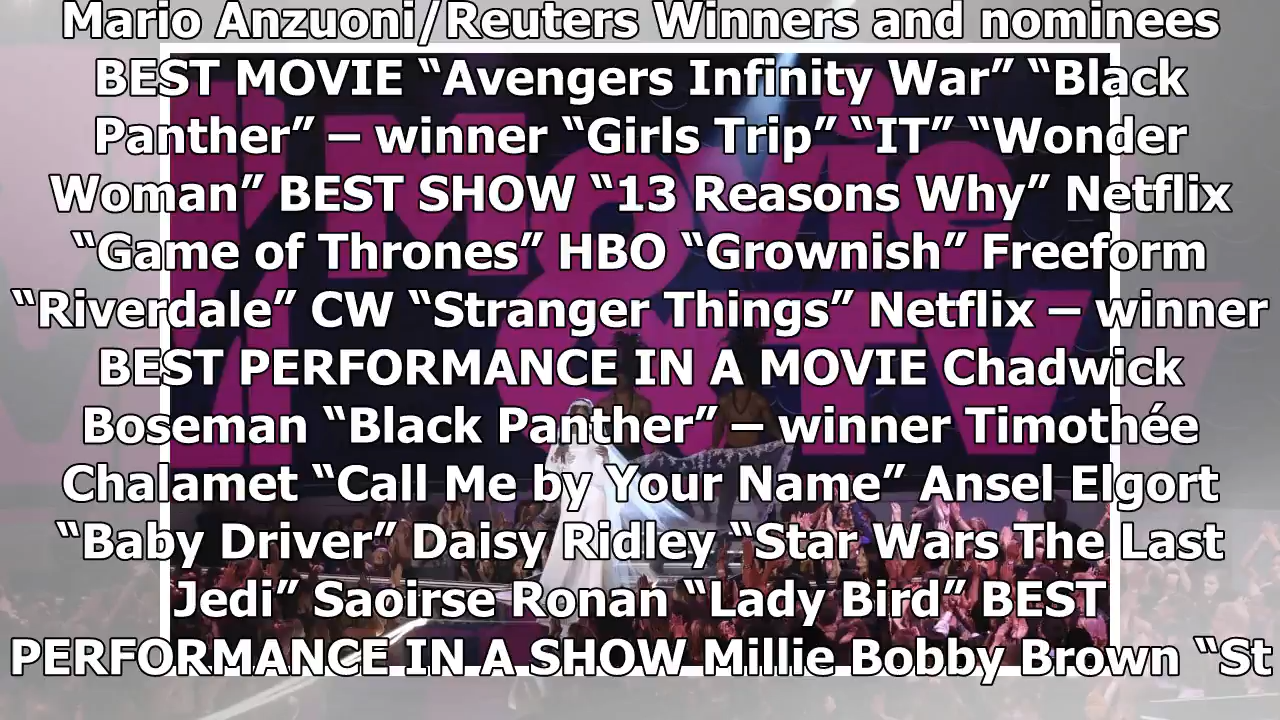 Mario Anzuoni/Reuters Winners and nominees
BEST MOVIE “Avengers Infinity War” “Black
Panther” – winner “Girls Trip” “IT” “Wonder
Woman” BEST SHOW “13 Reasons Why” Netflix
“Game of Thrones” HBO “Grownish” Freeform
“Riverdale” CW “Stranger Things” Netflix – winner
BEST PERFORMANCE IN A MOVIE Chadwick
Boseman “Black Panther” – winner Timothée
Chalamet “Call Me by Your Name” Ansel Elgort
“Baby Driver” Daisy Ridley “Star Wars The Last
Jedi” Saoirse Ronan “Lady Bird” BEST
PERFORMANCE IN A SHOW Millie Bobby Brown “St
Movie
&
TV